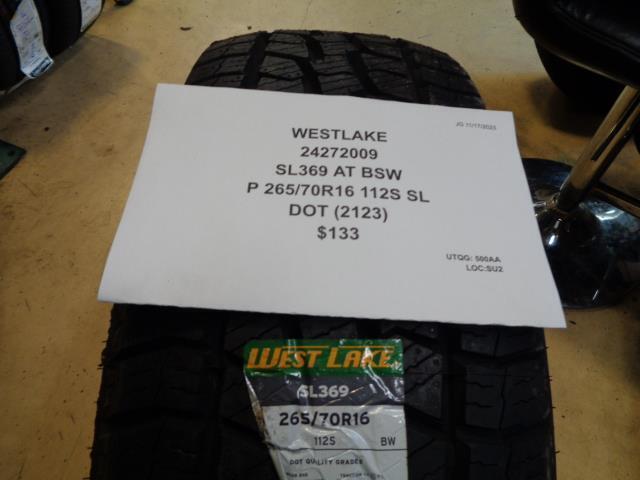 JG 11/17/2023
WESTLAKE
24272009
SL369 AT BSW
P 265/70R16 112S SL
DOT (2123)
$133
UTQG: 500AA
LOC:SU2
WEST LAKE
SL369
265/70R16
112S BW
DOT QUALITY GRADES